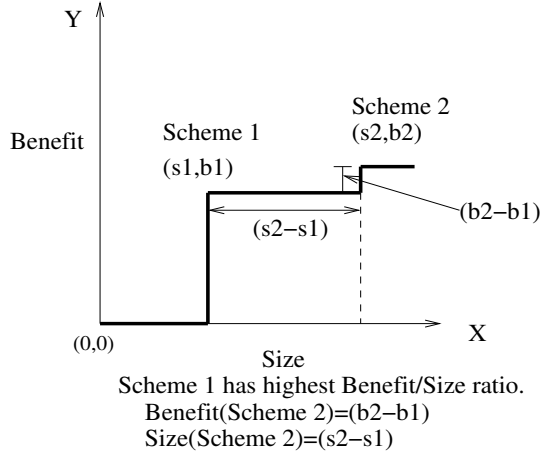 Y
Scheme 2
(s2,b2)
Scheme 1
Benefit
(s1,b1)
(b2−b1)
(s2−s1)
X
(0,0)
Size
Scheme 1 has highest Benefit/Size ratio.
Benefit(Scheme 2)=(b2−b1)
Size(Scheme 2)=(s2−s1)